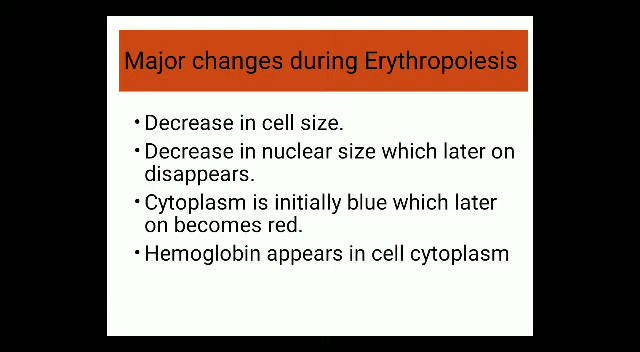 Major changes during Erythropoiesis
• Decrease in cell size.
• Decrease in nuclear size which later on
disappears.
• Cytoplasm is initially blue which later
on becomes red.
• Hemoglobin appears in cell cytoplasm